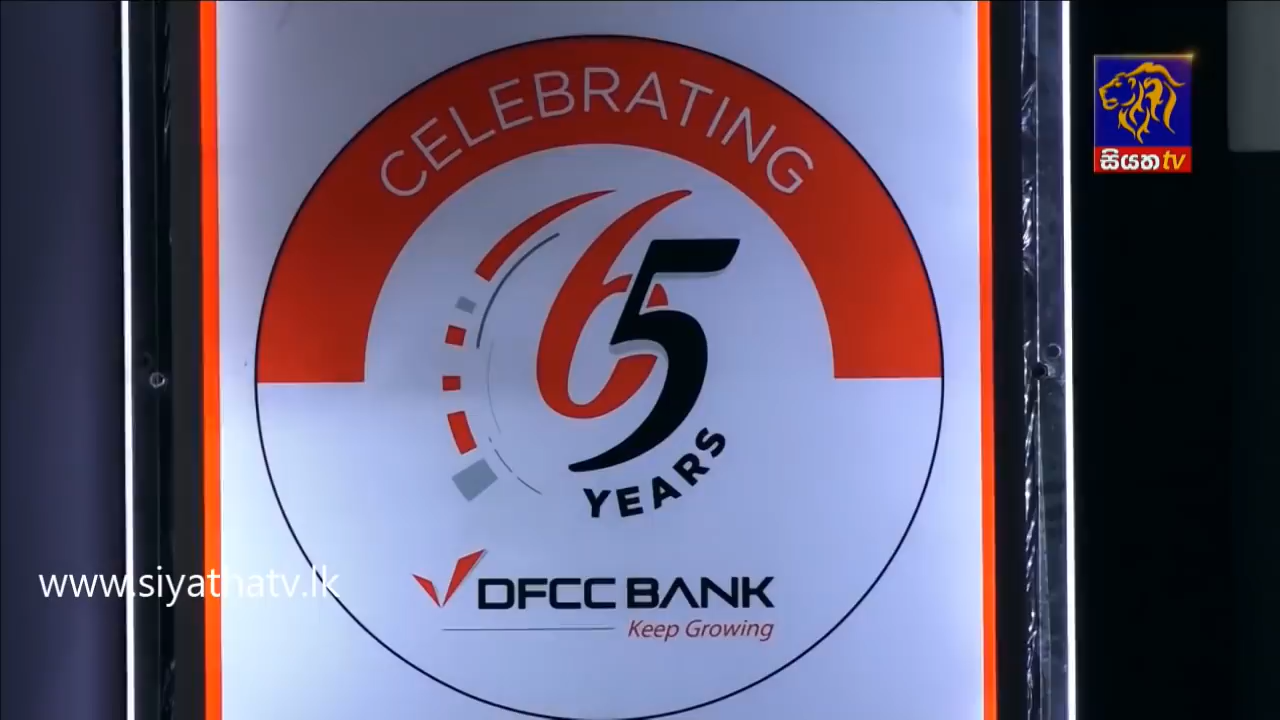 CELEBRATING
65
YEARS
DFCC BANK
Keep Growing
සියත tv
www.siyathatv.lk